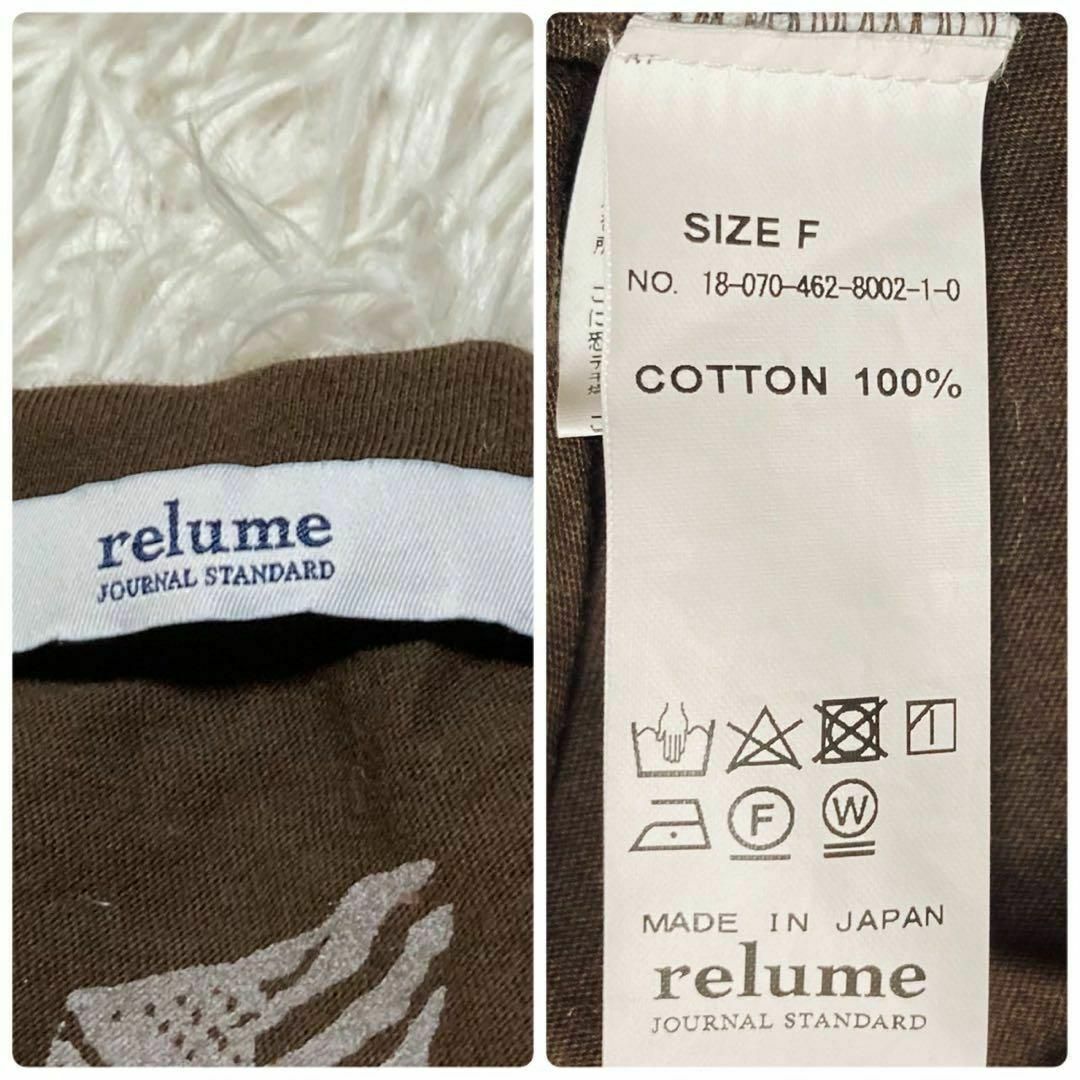 relume
JOURNAL STANDARD
SIZE F
NO. 18-070-462-8002-1-0
COTTON 100%
F
W
MADE IN JAPAN
relume
JOURNAL STANDARD